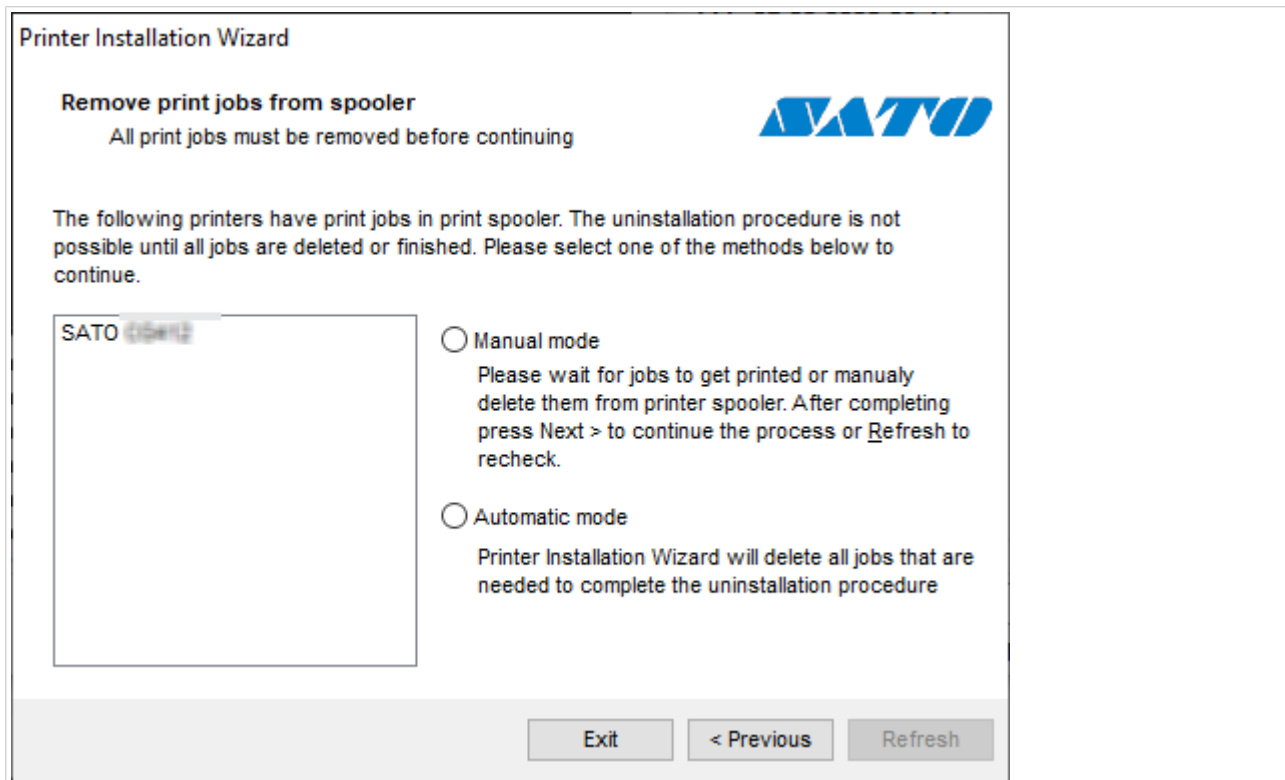 Printer Installation Wizard
Remove print jobs from spooler
All print jobs must be removed before continuing
SATO
The following printers have print jobs in print spooler. The uninstallation procedure is not
possible until all jobs are deleted or finished. Please select one of the methods below to
continue.
SATO
Manual mode
Please wait for jobs to get printed or manualy
delete them from printer spooler. After completing
press Next > to continue the process or Refresh to
recheck.
Automatic mode
Printer Installation Wizard will delete all jobs that are
needed to complete the uninstallation procedure
Exit
< Previous
Refresh